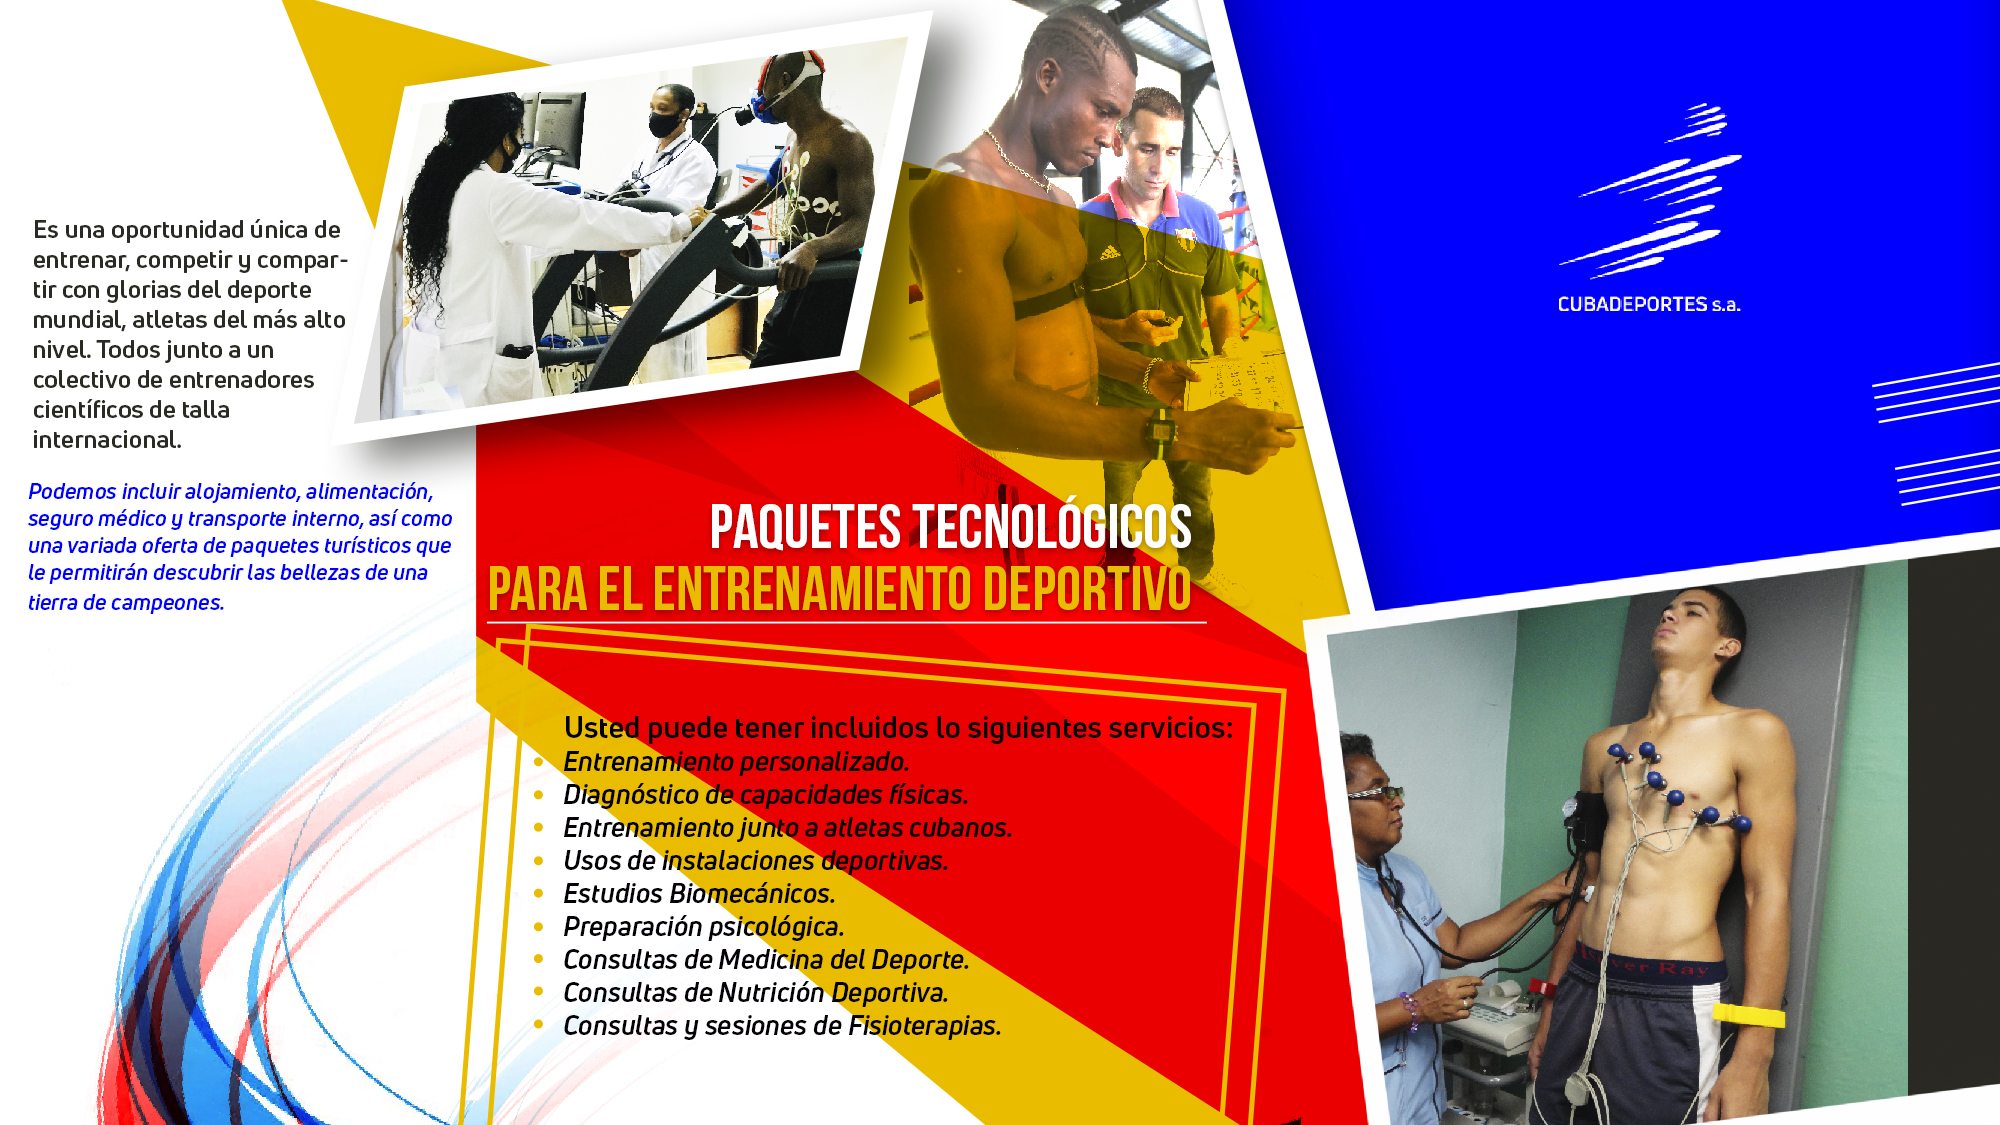 Es una oportunidad única de
entrenar, competir y compar-
tir con glorias del deporte
mundial, atletas del más alto
nivel. Todos junto a un
colectivo de entrenadores
científicos de talla
internacional.
Podemos incluir alojamiento, alimentación,
seguro médico y transporte interno, así como
una variada oferta de paquetes turísticos que
le permitirán descubrir las bellezas de una
tierra de campeones.
PAQUETES TECNOLÓGICOS
PARA EL ENTRENAMIENTO DEPORTIVO
Usted puede tener incluidos lo siguientes servicios:
• Entrenamiento personalizado.
• Diagnóstico de capacidades físicas.
• Entrenamiento junto a atletas cubanos.
• Usos de instalaciones deportivas.
• Estudios Biomecánicos.
• Preparación psicológica.
• Consultas de Medicina del Deporte.
• Consultas de Nutrición Deportiva.
• Consultas y sesiones de Fisioterapias.
CUBADEPORTES s.a.